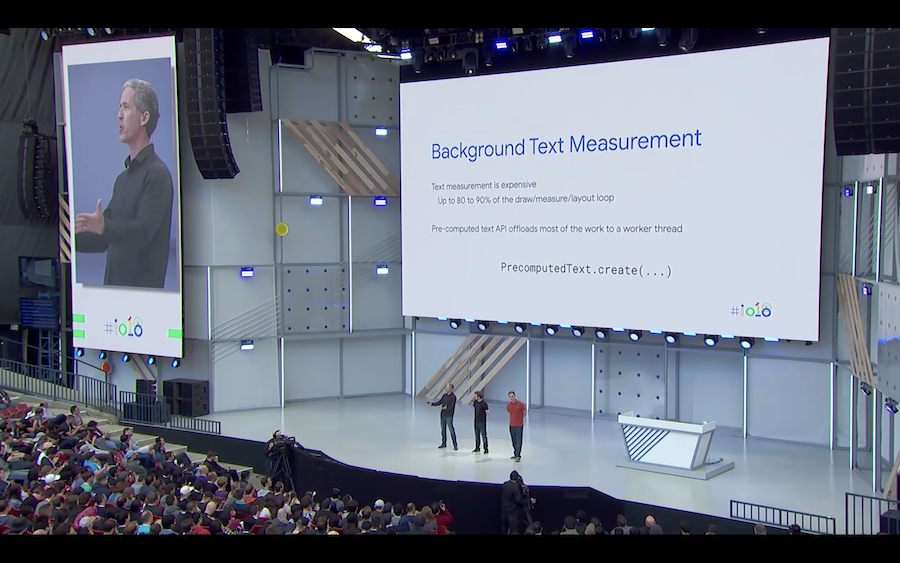 Background Text Measurement
Text measurement is expensive
Up to 80 to 90% of the draw/measure/layout loop
Pre-computed text API offloads most of the work to a worker thread
PrecomputedText.create(...)
#io18
#io18